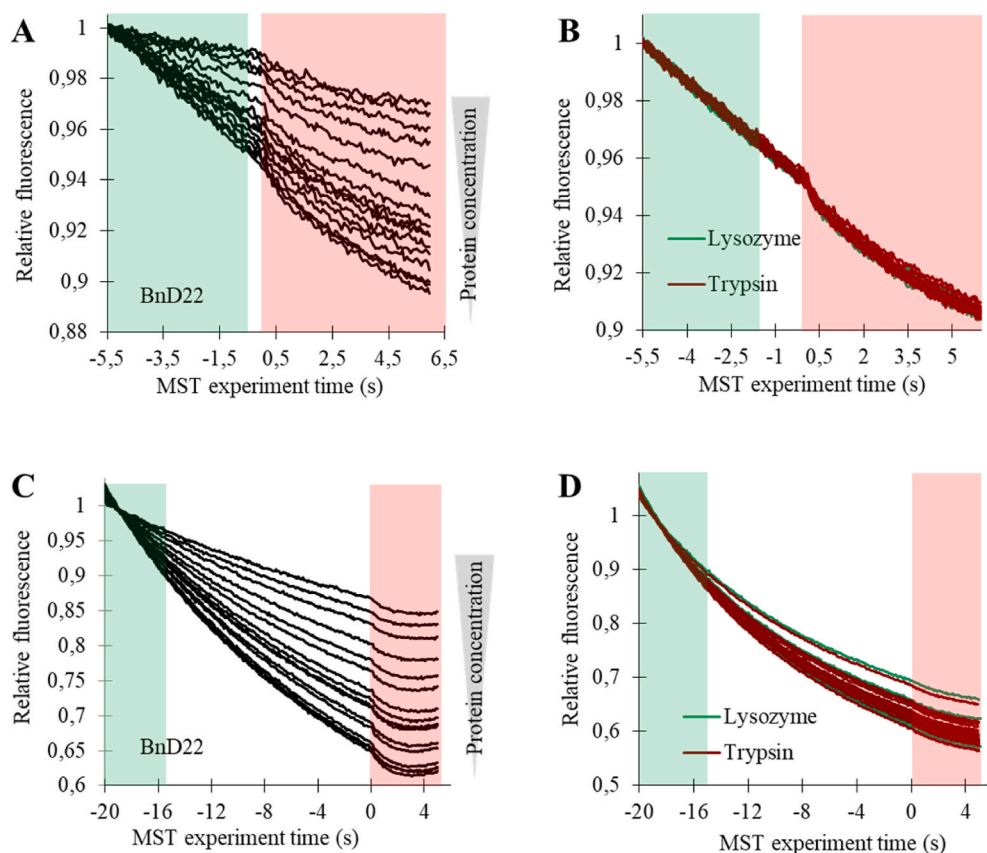 A
Relative fluorescence
1
0,98
0,96
0,94
0,92
0,9
0,88
BnD22
-5,5 -3,5 -1,5 0,5 2,5 4,5 6,5
MST experiment time (s)
Protein concentration
B
Relative fluorescence
1
0,98
0,96
0,94
0,92
0,9
Lysozyme
Trypsin
-5,5 -4 -2,5 -1 0,5 2 3,5 5
MST experiment time (s)
C
Relative fluorescence
1
0,95
0,9
0,85
0,8
0,75
0,7
0,65
0,6
BnD22
-20 -16 -12 -8 -4 0 4
MST experiment time (s)
Protein concentration
D
Relative fluorescence
1
0,9
0,8
0,7
0,6
0,5
Lysozyme
Trypsin
-20 -16 -12 -8 -4 0 4
MST experiment time (s)